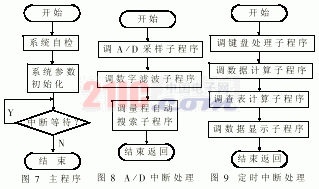 开始
系统自检
系统参数
初始化
Y
中断等待
N
结束
图 7 主程序
开始
调 A/D 采样子程序
调数字滤波子程序
调量程自动
搜索子程序
结束返回
图 8 A/D 中断处理
开始
调键盘处理子程序
调数据计算子程序
调查表计算子程序
调数据显示子程序
结束返回
图 9 定时中断处理